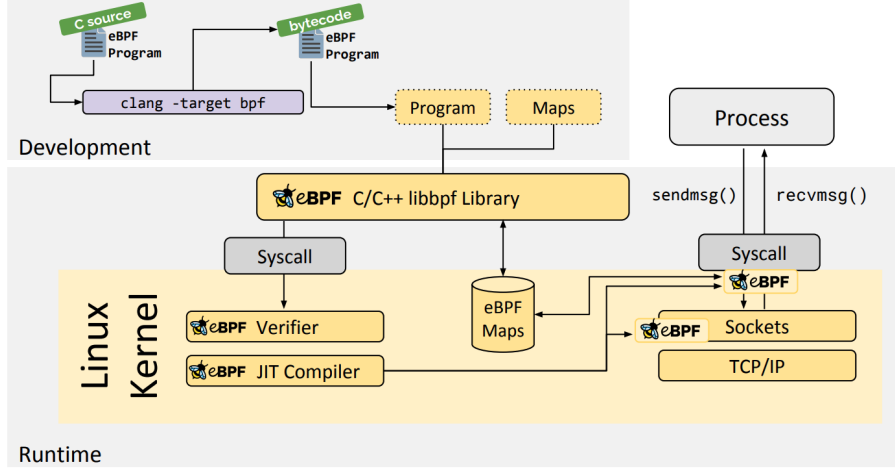 C source
eBPF
Program
bytecode
eBPF
Program
clang -target bpf
Program
Maps
Development
Process
eBPF C/C++ libbpf Library
sendmsg()
recvmsg()
Syscall
Syscall
eBPF
Linux
Kernel
eBPF Verifier
eBPF
Maps
eBPF
Sockets
eBPF JIT Compiler
TCP/IP
Runtime